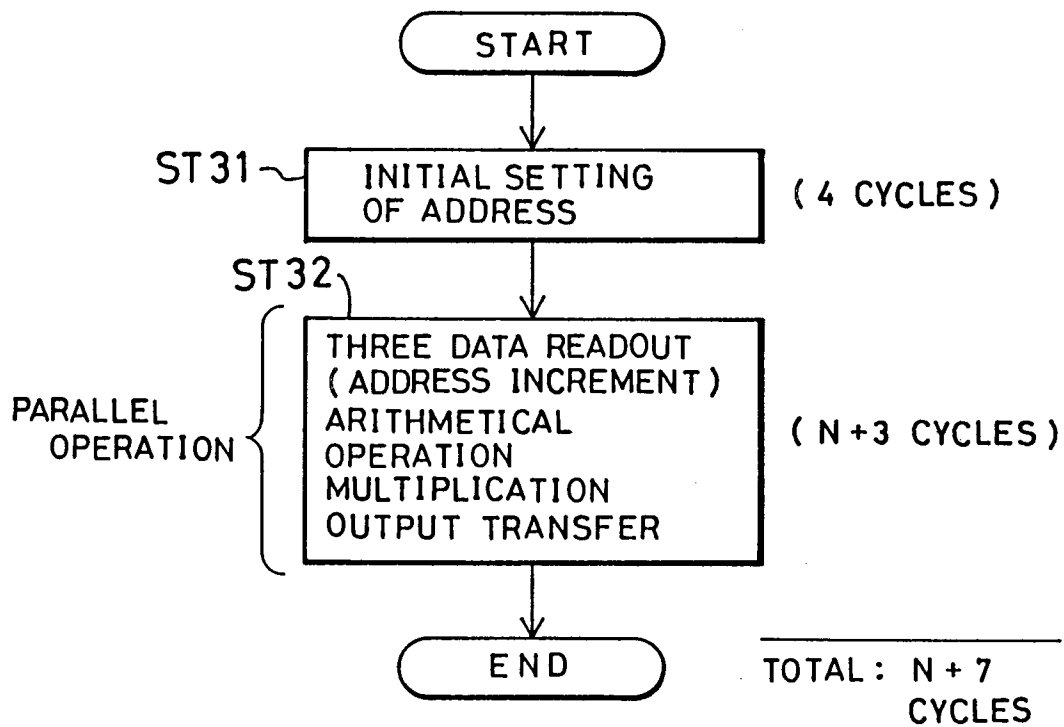 START
ST31
INITIAL SETTING
OF ADDRESS
( 4 CYCLES )
ST32
PARALLEL
OPERATION
THREE DATA READOUT
( ADDRESS INCREMENT )
ARITHMETICAL
OPERATION
MULTIPLICATION
OUTPUT TRANSFER
( N +3 CYCLES )
END
TOTAL : N + 7
CYCLES